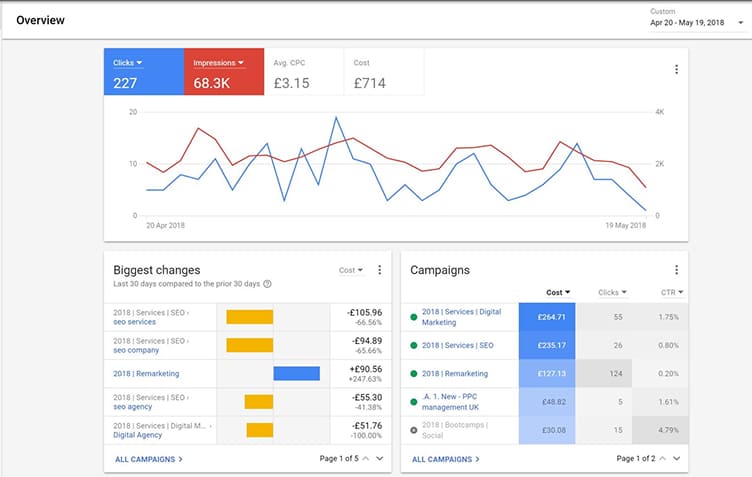 Overview
Custom
Apr 20 - May 19, 2018
Clicks
227
Impressions
68.3K
Avg. CPC
£3.15
Cost
£714
20
4K
10
2K
0
0
20 Apr 2018
19 May 2018
Biggest changes
Cost
Last 30 days compared to the prior 30 days
2018 | Services | SEO ›
seo services
-£105.96
-66.56%
2018 | Services | SEO ›
seo company
-£94.89
-65.66%
2018 | Remarketing
+£90.56
+247.63%
2018 | Services | SEO ›
seo agency
-£55.30
-41.38%
2018 | Services | Digital M... ›
Digital Agency
-£51.76
-100.00%
ALL CAMPAIGNS
Page 1 of 5
Campaigns
Cost
Clicks
CTR
2018 | Services | Digital
Marketing
£264.71
55
1.75%
2018 | Services | SEO
£235.17
26
0.80%
2018 | Remarketing
£127.13
124
0.20%
.A. 1. New - PPC
management UK
£48.82
5
1.61%
2018 | Bootcamps |
Social
£30.08
15
4.79%
ALL CAMPAIGNS
Page 1 of 2